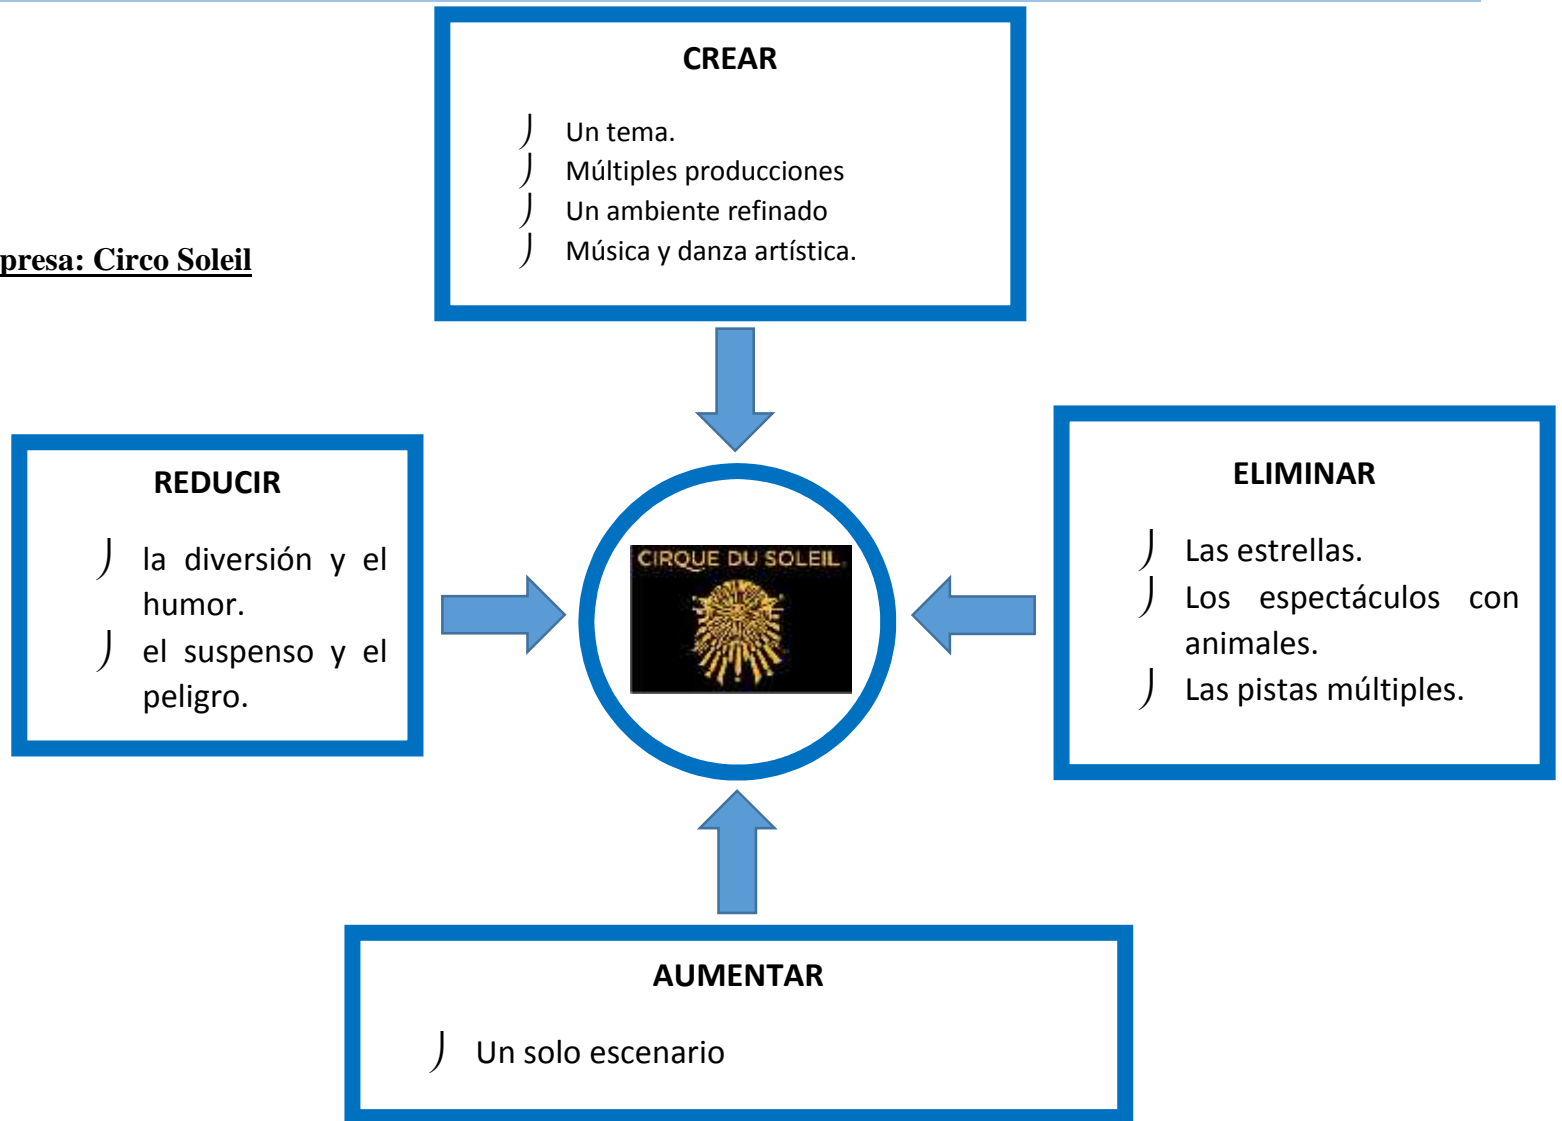 CREAR
Un tema.
Múltiples producciones
Un ambiente refinado
Música y danza artística.
presa: Circo Soleil
REDUCIR
la diversión y el
humor.
el suspenso y el
peligro.
CIRQUE DU SOLEIL
ELIMINAR
Las estrellas.
Los espectáculos con
animales.
Las pistas múltiples.
AUMENTAR
Un solo escenario